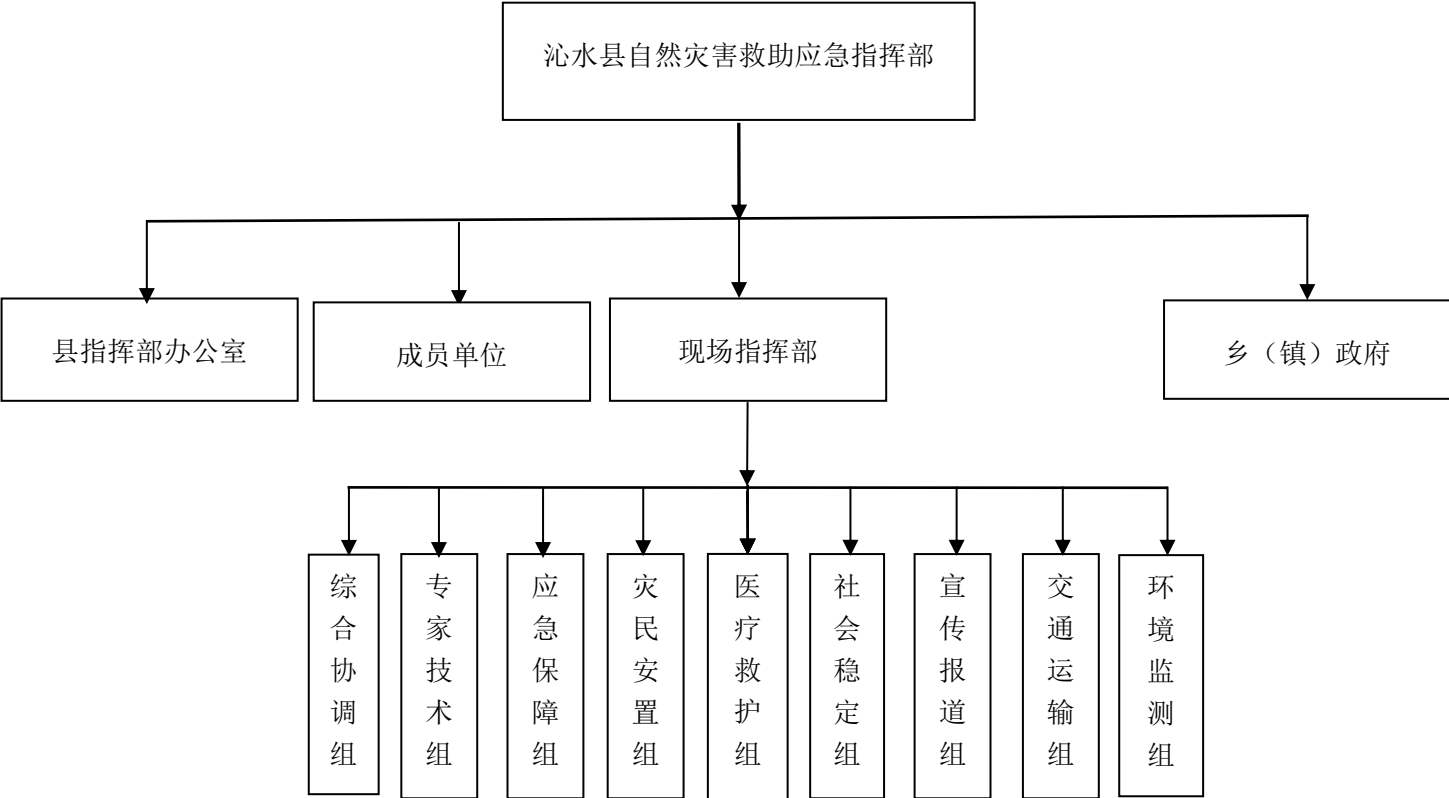 沁水县自然灾害救助应急指挥部
县指挥部办公室
成员单位
现场指挥部
乡（镇）政府
综合协调组
专家技术组
应急保障组
灾民安置组
医疗救护组
社会稳定组
宣传报道组
交通运输组
环境监测组